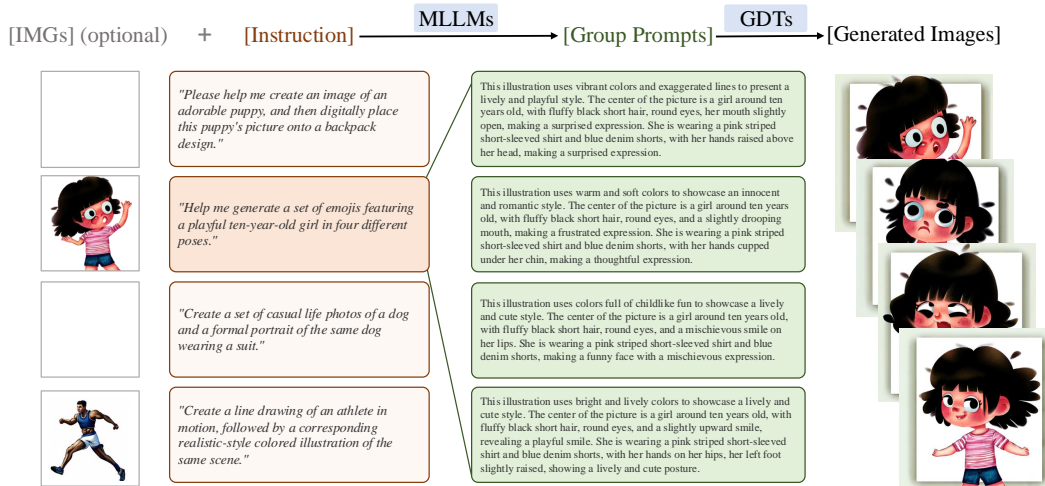 MLLMs
GDTs
[IMGs] (optional) + [Instruction] [Group Prompts] [Generated Images]
"Please help me create an image of an
adorable puppy, and then digitally place
this puppy's picture onto a backpack
design."
"Help me generate a set of emojis featuring
a playful ten-year-old girl in four different
poses."
"Create a set of casual life photos of a dog
and a formal portrait of the same dog
wearing a suit."
"Create a line drawing of an athlete in
motion, followed by a corresponding
realistic-style colored illustration of the
same scene."
This illustration uses vibrant colors and exaggerated lines to present a
lively and playful style. The center of the picture is a girl around ten
years old, with fluffy black short hair, round eyes, her mouth slightly
open, making a surprised expression. She is wearing a pink striped
short-sleeved shirt and blue denim shorts, with her hands raised above
her head, making a surprised expression.
This illustration uses warm and soft colors to showcase an innocent
and romantic style. The center of the picture is a girl around ten years
old, with fluffy black short hair, round eyes, and a slightly drooping
mouth, making a frustrated expression. She is wearing a pink striped
short-sleeved shirt and blue denim shorts, with her hands cupped
under her chin, making a thoughtful expression.
This illustration uses colors full of childlike fun to showcase a lively
and cute style. The center of the picture is a girl around ten years old,
with fluffy black short hair, round eyes, and a mischievous smile on
her lips. She is wearing a pink striped short-sleeved shirt and blue
denim shorts, making a funny face with a mischievous expression.
This illustration uses bright and lively colors to showcase a lively and
cute style. The center of the picture is a girl around ten years old, with
fluffy black short hair, round eyes, and a slightly upward smile,
revealing a playful smile. She is wearing a pink striped short-sleeved
shirt and blue denim shorts, with her hands on her hips, her left foot
slightly raised, showing a lively and cute posture.